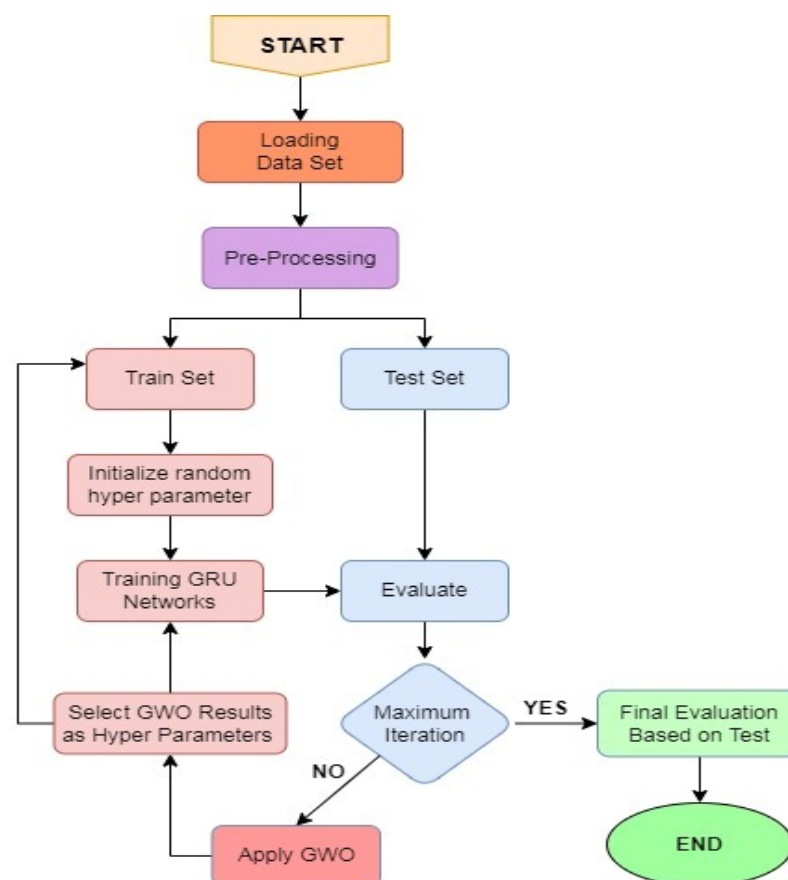 START
Loading
Data Set
Pre-Processing
Train Set
Test Set
Initialize random
hyper parameter
Training GRU
Networks
Evaluate
Select GWO Results
as Hyper Parameters
Maximum
Iteration
YES
Final Evaluation
Based on Test
NO
Apply GWO
END